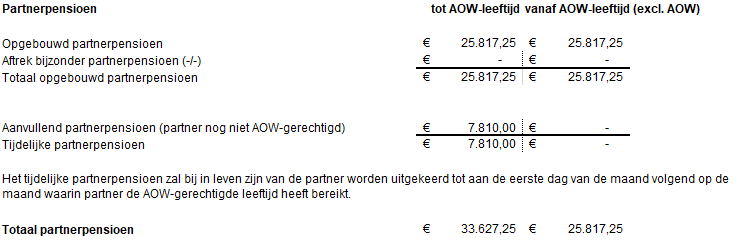 Partnerpensioen tot AOW-leeftijd vanaf AOW-leeftijd (excl. AOW)
Opgebouwd partnerpensioen € 25.817,25 € 25.817,25
Aftrek bijzonder partnerpensioen (-/-) € - € -
Totaal opgebouwd partnerpensioen € 25.817,25 € 25.817,25
Aanvullend partnerpensioen (partner nog niet AOW-gerechtigd) € 7.810,00 € -
Tijdelijke partnerpensioen € 7.810,00 € -
Het tijdelijke partnerpensioen zal bij in leven zijn van de partner worden uitgekeerd tot aan de eerste dag van de maand volgend op de
maand waarin partner de AOW-gerechtigde leeftijd heeft bereikt.
Totaal partnerpensioen € 33.627,25 € 25.817,25